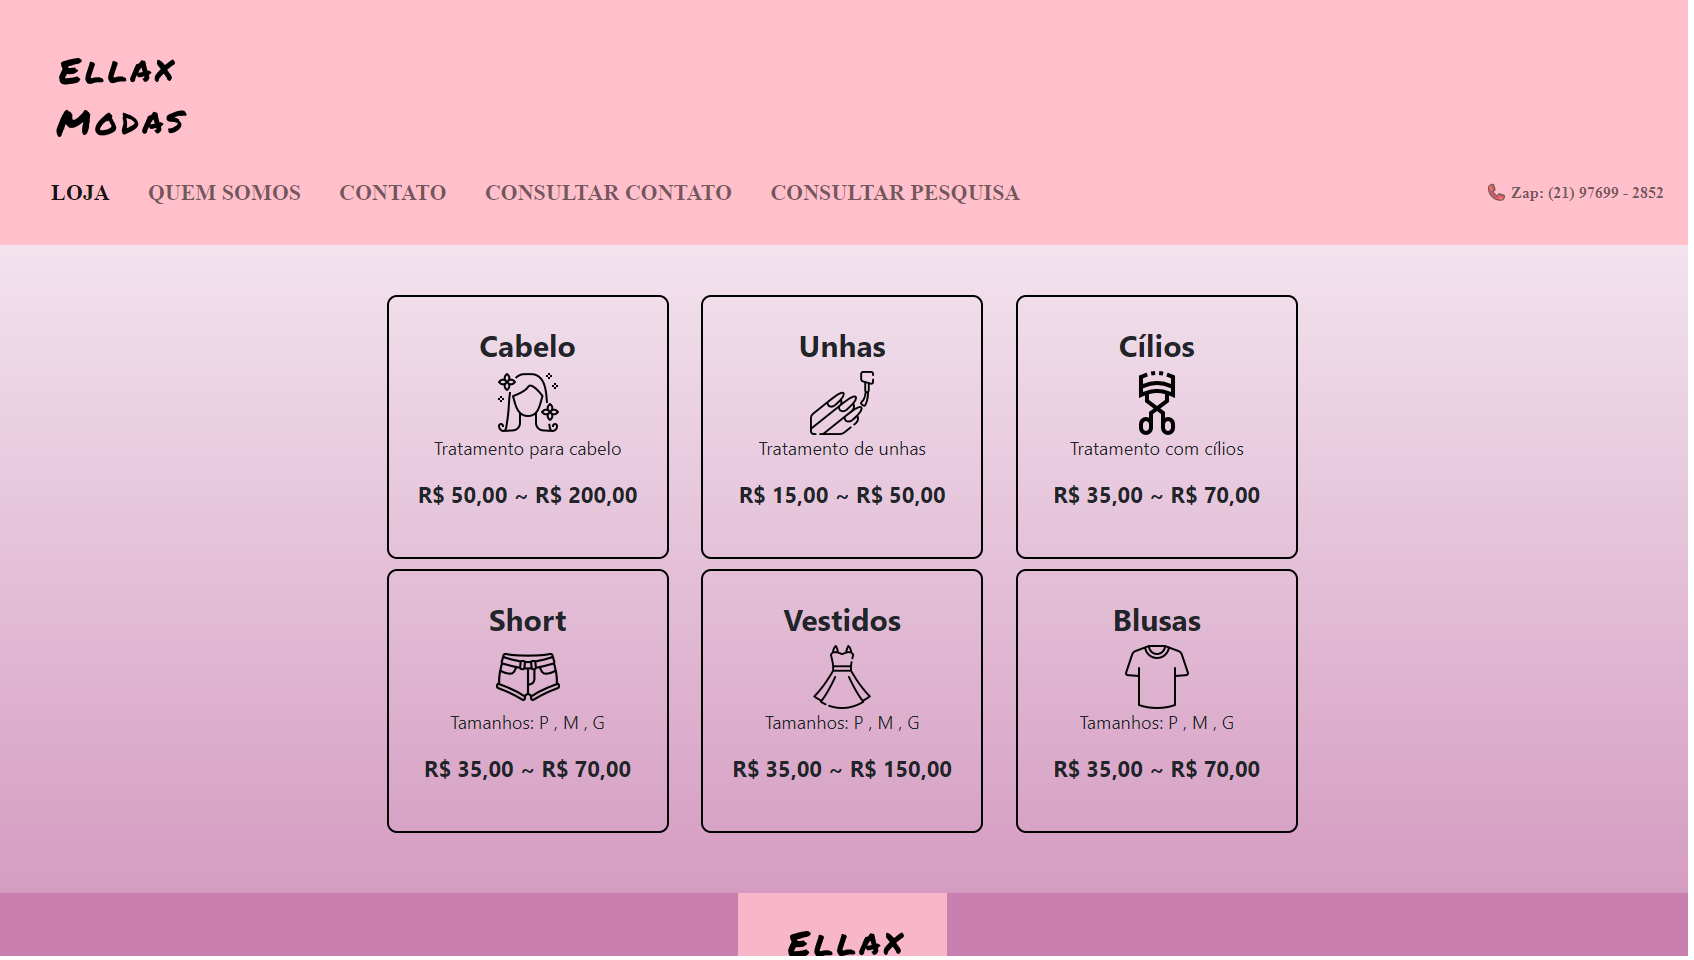 Ellax
Modas
LOJA QUEM SOMOS CONTATO CONSULTAR CONTATO CONSULTAR PESQUISA Zap: (21) 97699 - 2852
Cabelo Unhas Cílios
Tratamento para cabelo Tratamento de unhas Tratamento com cílios
R$ 50,00 ~ R$ 200,00 R$ 15,00 ~ R$ 50,00 R$ 35,00 ~ R$ 70,00
Short Vestidos Blusas
Tamanhos: P , M , G Tamanhos: P , M , G Tamanhos: P , M , G
R$ 35,00 ~ R$ 70,00 R$ 35,00 ~ R$ 150,00 R$ 35,00 ~ R$ 70,00
Ellax